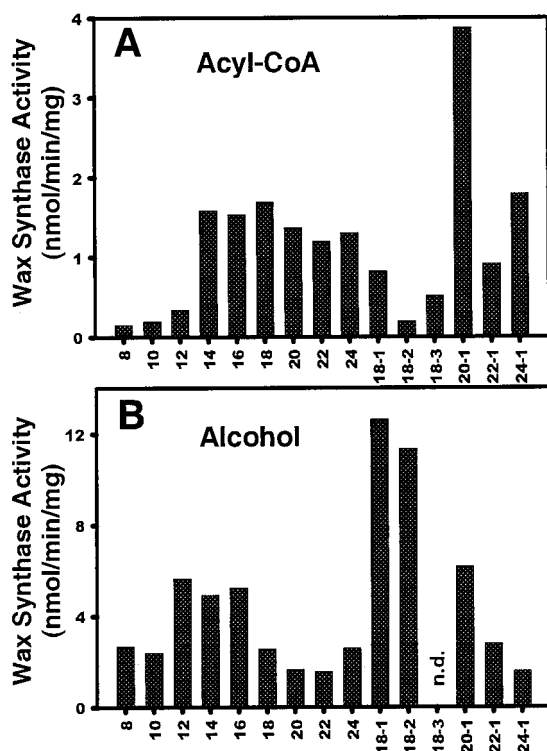 A
Acyl-CoA
Wax Synthase Activity
(nmol/min/mg)
4
3
2
1
0
8 10 12 14 16 18 20 22 24 18-1 18-2 18-3 20-1 22-1 24-1
B
Alcohol
Wax Synthase Activity
(nmol/min/mg)
12
8
4
0
n.d.
8 10 12 14 16 18 20 22 24 18-1 18-2 18-3 20-1 22-1 24-1